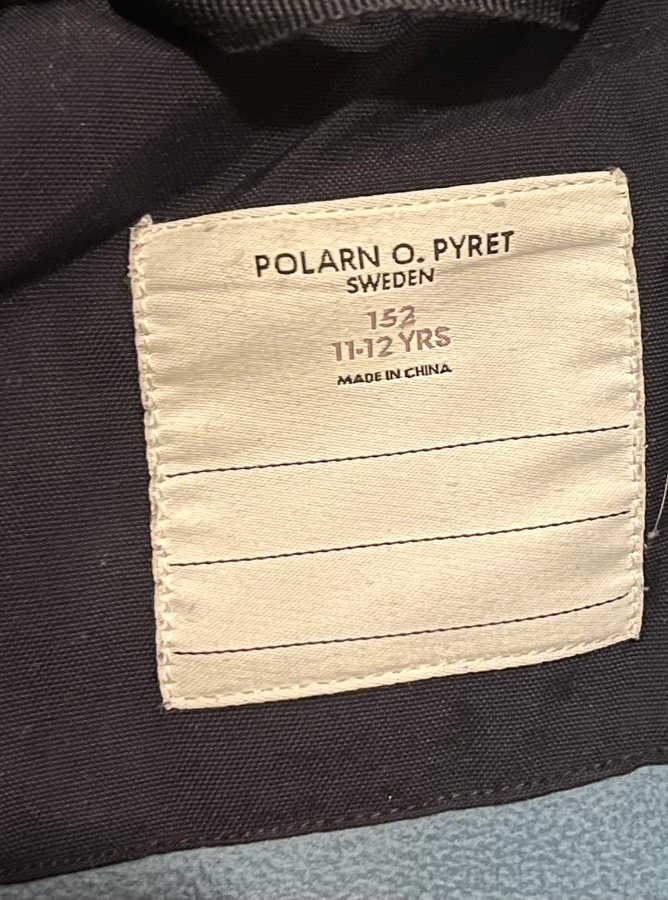 POLARN O. PYRET
SWEDEN
152
11-12 YRS
MADE IN CHINA